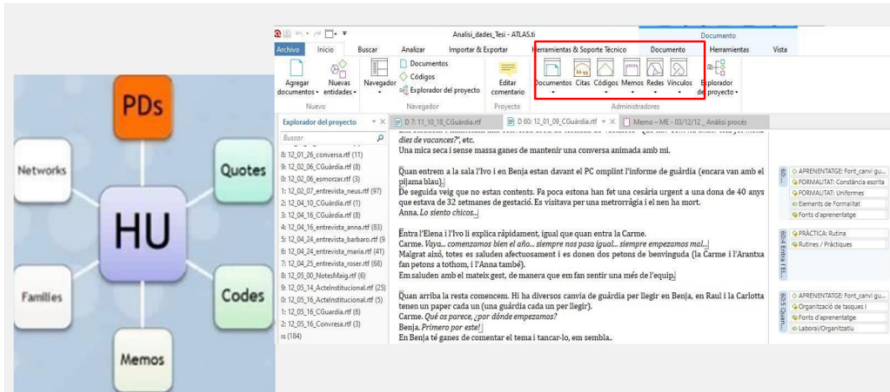 PDs
Networks
Quotes
HU
Families
Codes
Memos
Analisi_dades_Tesi - ATLAS.ti
Documento
Archivo Inicio Buscar Analizar Importar & Exportar Herramientas & Soporte Técnico Documento Herramientas Vista
Agregar documentos
Nuevas entidades
Navegador
Documentos
Códigos
Explorador del proyecto
Editar comentario
Documentos Citas Códigos Memos Redes Vínculos
Explorador de proyecto
Nuevo Navegador Proyecto Administradores
Explorador del proyecto
D 7: 11_10_18_CGuàrdia.rtf
D 60: 12_01_09_CGuàrdia.rtf
Memo – ME - 03/12/12 _ Anàlisi procés
Buscar
8: 12_01_26_conversa.rtf (11)
9: 12_02_06_CGuàrdia.rtf (8)
0: 12_02_06_esmorzar.rtf (3)
1: 12_02_07_entrevista_neus.rtf (97)
2: 12_04_10_CGuàrdia.rtf (1)
3: 12_04_16_CGuàrdia.rtf (8)
4: 12_04_16_entrevista_anna.rtf (83)
5: 12_04_24_entrevista_barbaro.rtf (9
6: 12_04_24_entrevista_maria.rtf (41)
7: 12_04_25_entrevista_roser.rtf (68)
8: 12_05_00_NotesMaig.rtf (6)
9: 12_05_14_ActeInstitucional.rtf (25)
0: 12_05_16_ActeInstitucional.rtf (5)
1: 12_05_16_CGuardia.rtf (6)
2: 12_05_16_Conversa.rtf (3)
ns (184)
dies de vacances?", etc.
Una mica seca i sense massa ganes de mantenir una conversa animada amb mi.
Quan entrem a la sala l'Ivo i en Benja estan davant el PC omplint l'informe de guàrdia (encara van amb el
pijama blau).
De seguida veig que no estan contents. Fa poca estona han fet una cesària urgent a una dona de 40 anys
que estava de 32 setmanes de gestació. Es visitava per una metrorràgia i el nen ha mort.
Anna. Lo siento chicos..
Entra l'Elena i l'Ivo li explica ràpidament, igual que quan entra la Carme.
Carme. Vaya... comenzamos bien el año... siempre nos pasa igual... siempre empezamos mal...
Malgrat això, totes es saluden afectuosament i es donen dos petons de benvinguda (la Carme i l'Arantxa
fan petons a tothom, i l'Anna també).
Em saluden amb el mateix gest, de manera que em fan sentir una més de l'equip.
Quan arriba la resta comencem. Hi ha diversos canvia de guàrdia per llegir en Benja, en Raul i la Carlotta
tenen un paper cada un (una guàrdia cada un per llegir).
Carme. Qué os parece, ¿por dónde empezamos?
Benja. Primero por este!
En Benja té ganes de comentar el tema i tancar-lo, em sembla..
APRENENTATGE: Font_canvi gu...
FORMALITAT: Constància escrita
FORMALITAT: Uniformes
Elements de Formalitat
Fonts d'aprenentatge
60:4 Entra l'El...
PRÀCTICA: Rutina
Rutines / Pràctiques
60:5 Quan...
APRENENTATGE: Font_canvi gu...
Organització de tasques i
Fonts d'aprenentatge
Laboral/Organitzatiu